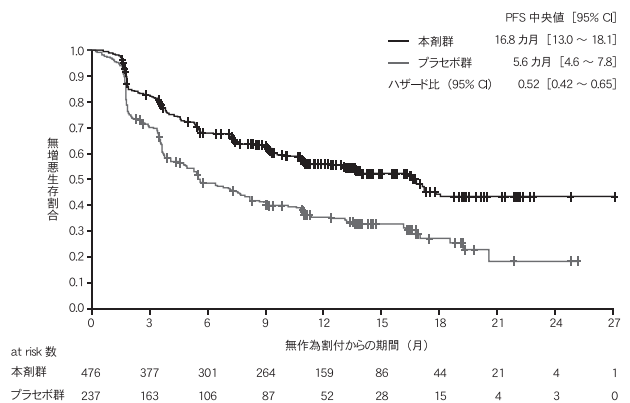 PFS 中央値 [95% CI]
本剤群 16.8 カ月 [13.0 ~ 18.1]
プラセボ群 5.6 カ月 [4.6 ~ 7.8]
ハザード比 (95% CI) 0.52 [0.42 ~ 0.65]
無増悪生存割合
1.0
0.9
0.8
0.7
0.6
0.5
0.4
0.3
0.2
0.1
0.0
0 3 6 9 12 15 18 21 24 27
無作為割付からの期間 (月)
at risk 数
本剤群 476 377 301 264 159 86 44 21 4 1
プラセボ群 237 163 106 87 52 28 15 4 3 0